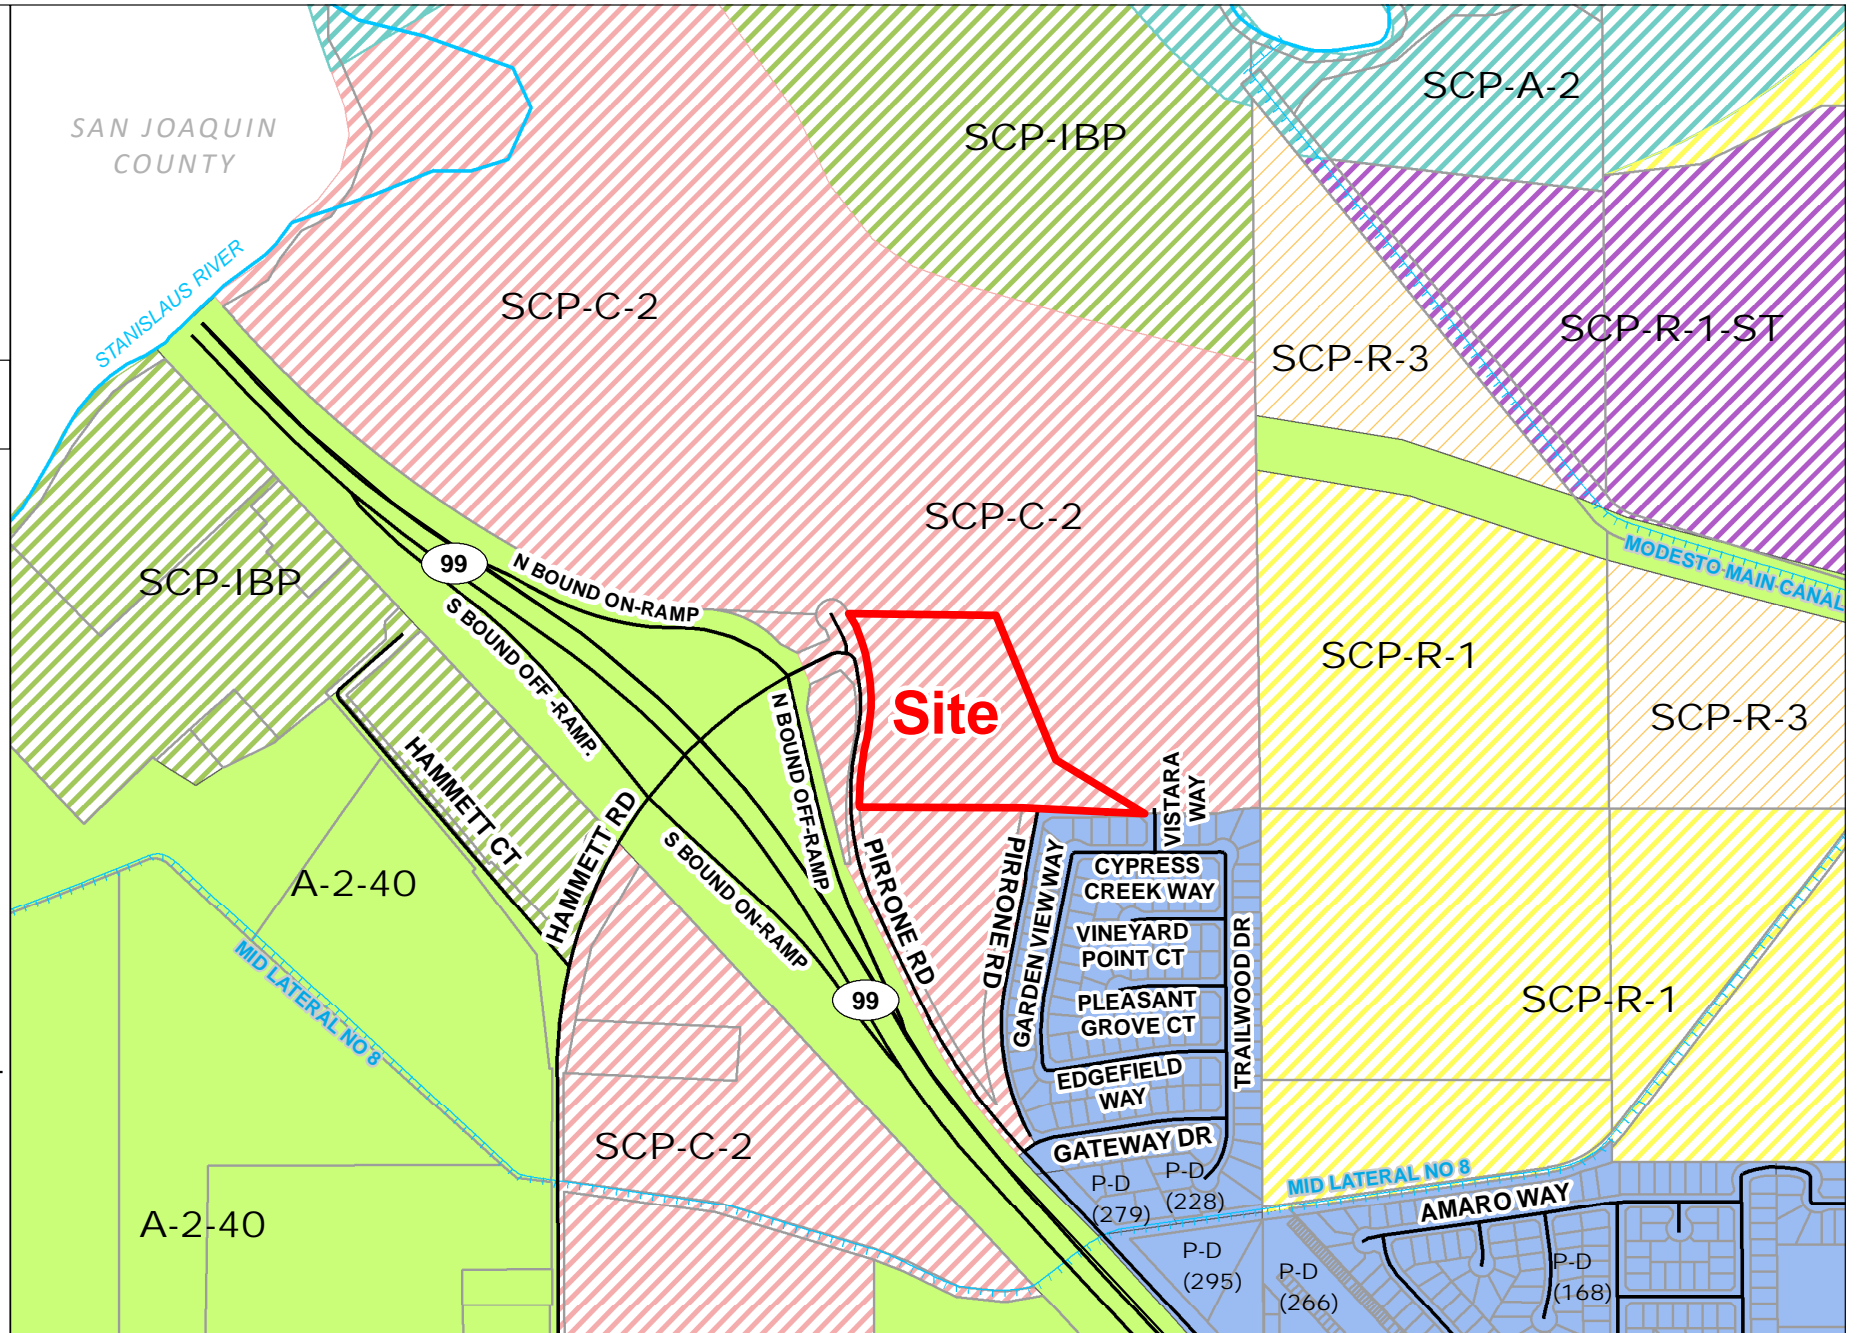 SCP-A-2
SAN JOAQUIN
COUNTY
SCP-IBP
STANISLAUS RIVER
SCP-C-2
SCP-R-1-ST
SCP-R-3
SCP-C-2
MODESTO MAIN CANAL
99
N BOUND ON-RAMP
SCP-IBP
S BOUND OFF -RAMP.
SCP-R-1
Site
SCP-R-3
N BOUND OFF-RAMP
HAMMETT CT
HAMMETT RD
VISTARA
WAY
S BOUND ON-RAMP
PIRRONE RD
PIRRONE RD
GARDEN VIEW WAY
CYPRESS
CREEK WAY
A-2-40
VINEYARD
POINT CT
TRAILWOOD DR
MID LATERAL NO 8
99
PLEASANT
GROVE CT
SCP-R-1
EDGEFIELD
WAY
SCP-C-2
GATEWAY DR
P-D
(279)
P-D
(228)
MID LATERAL NO 8
AMARO WAY
A-2-40
P-D
(295)
P-D
(266)
P-D
(168)